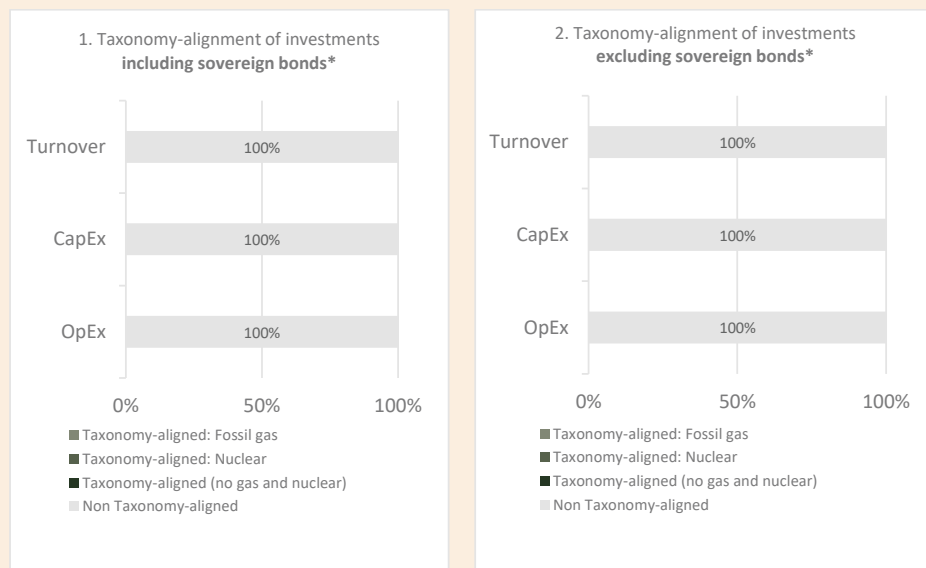 1. Taxonomy-alignment of investments
including sovereign bonds*
Turnover
100%
CapEx
100%
OpEx
100%
0% 50% 100%
Taxonomy-aligned: Fossil gas
Taxonomy-aligned: Nuclear
Taxonomy-aligned (no gas and nuclear)
Non Taxonomy-aligned
2. Taxonomy-alignment of investments
excluding sovereign bonds*
Turnover
100%
CapEx
100%
OpEx
100%
0% 50% 100%
Taxonomy-aligned: Fossil gas
Taxonomy-aligned: Nuclear
Taxonomy-aligned (no gas and nuclear)
Non Taxonomy-aligned